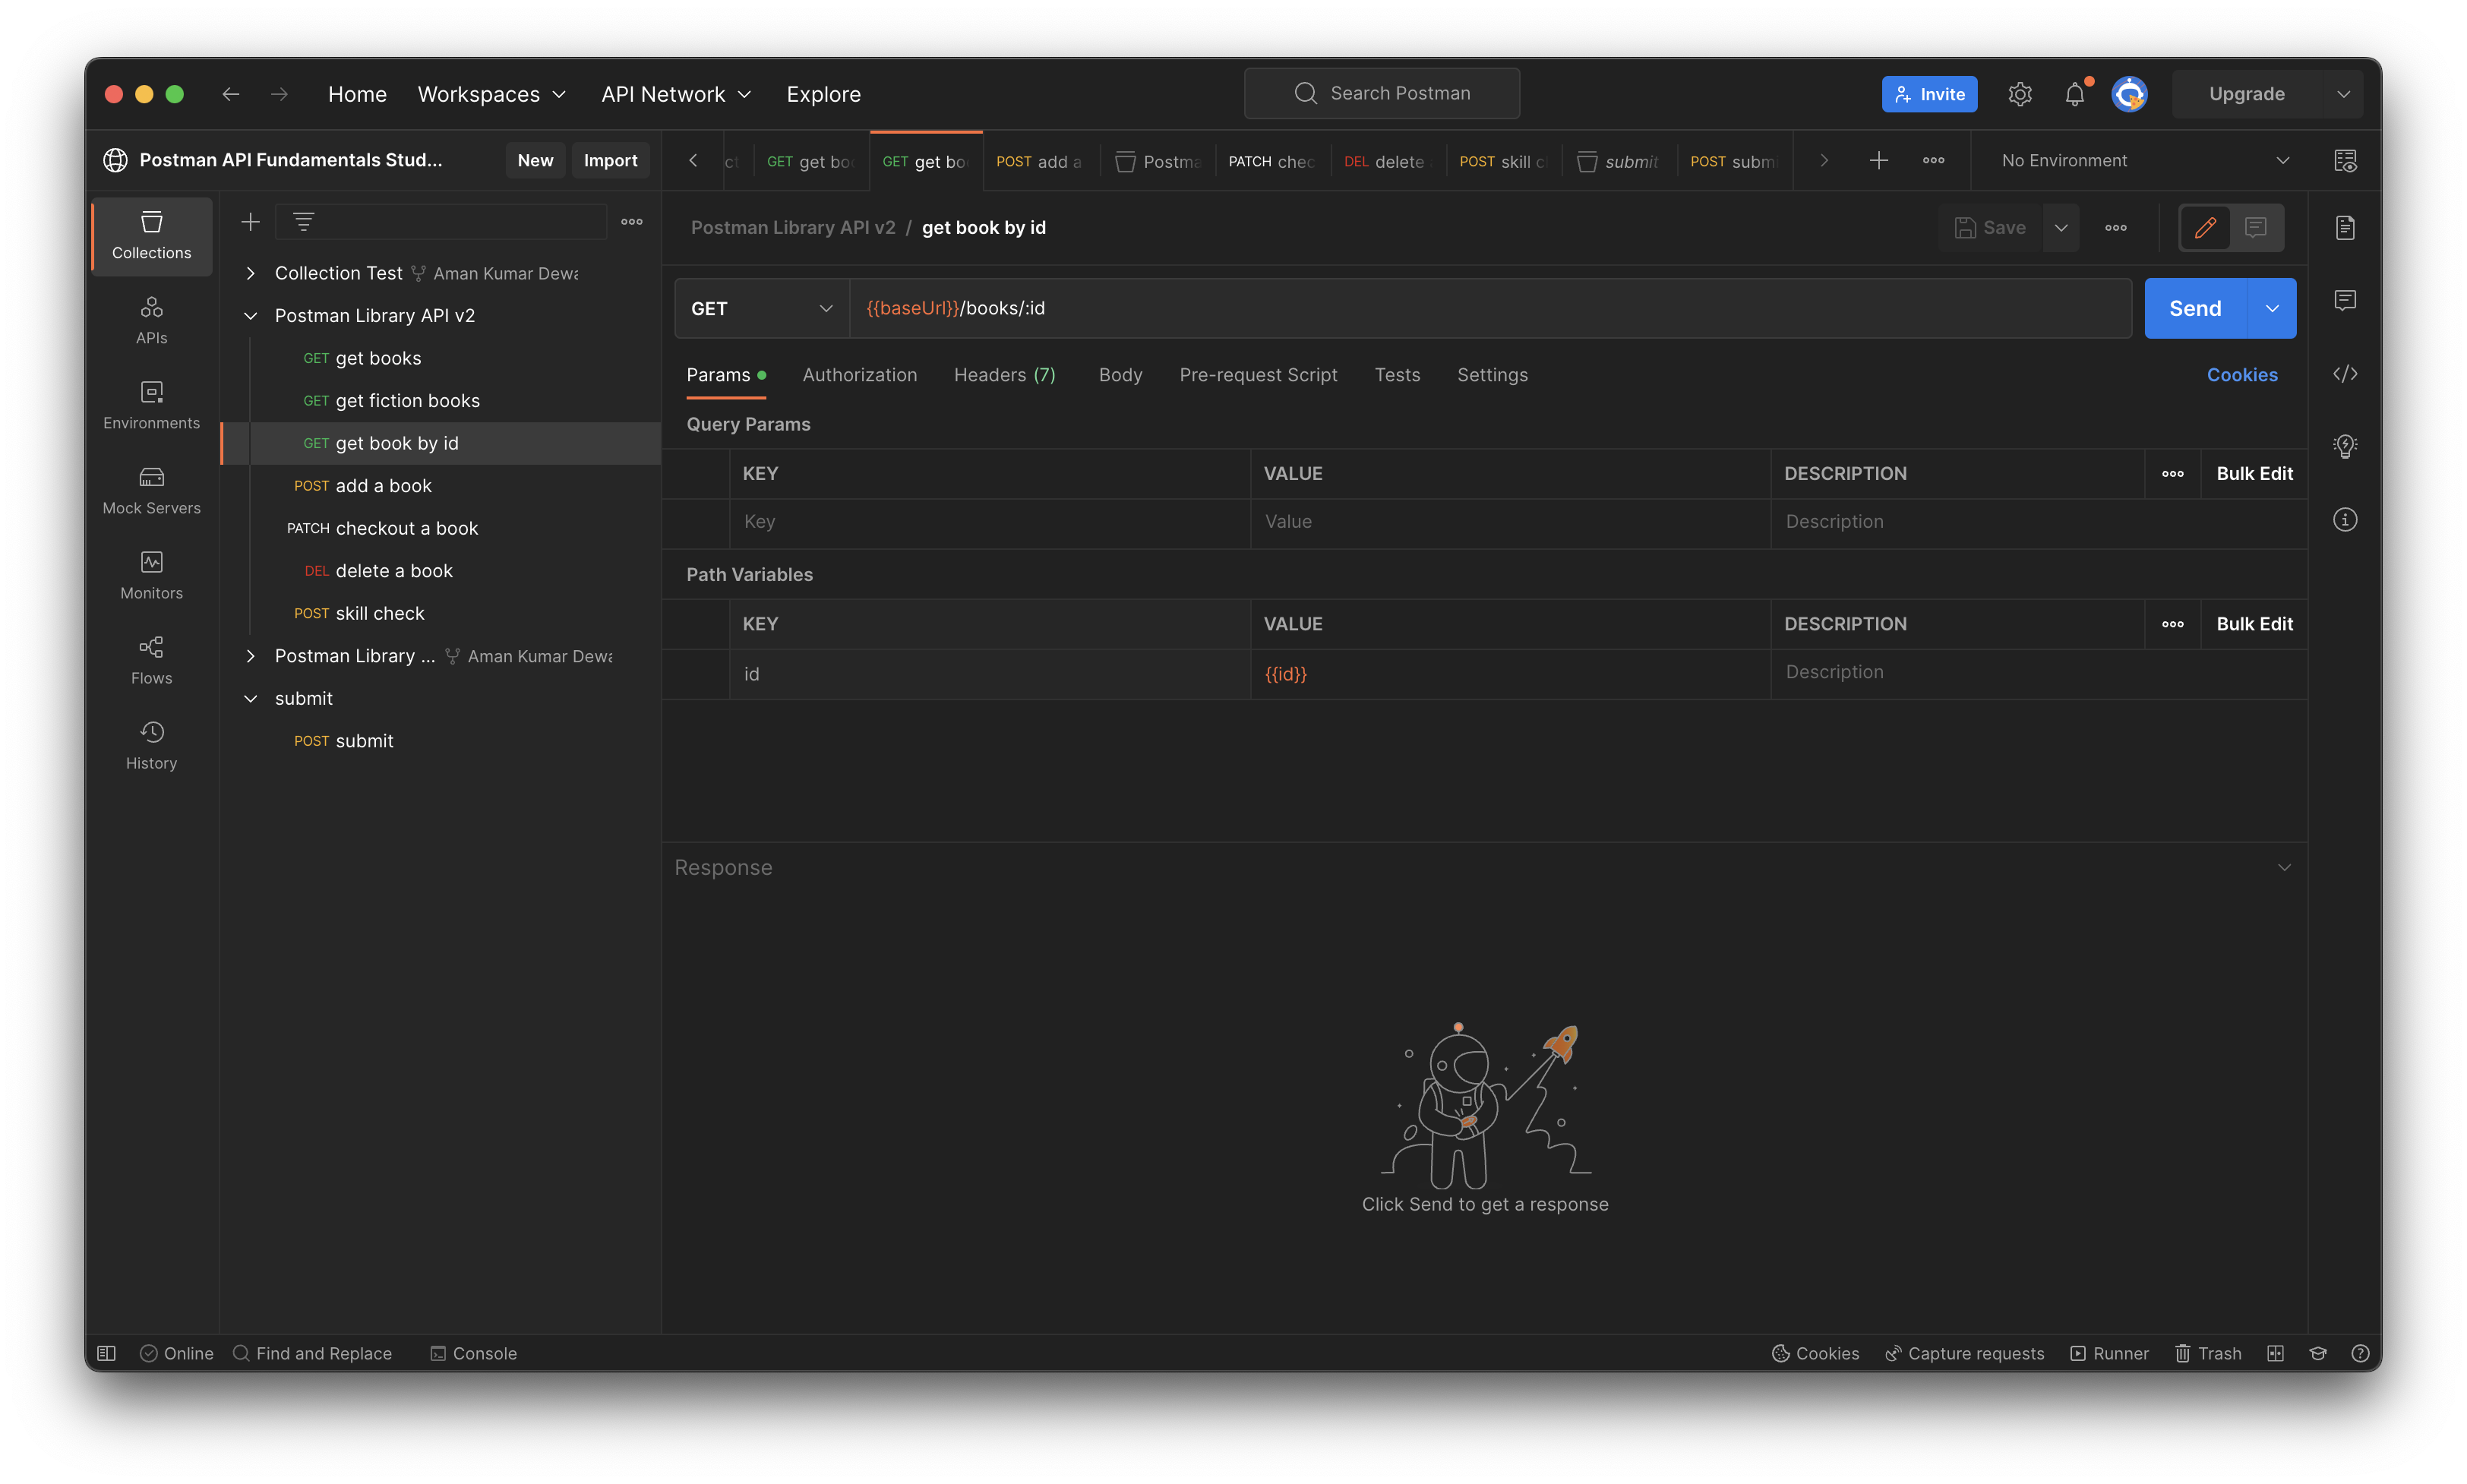 Home Workspaces API Network Explore Search Postman Invite Upgrade
Postman API Fundamentals Stud... New Import
GET get boo GET get bo POST add a Postma PATCH chec DEL delete POST skill c submit POST subm No Environment
Collections
APIs
Environments
Mock Servers
Monitors
Flows
History
Collection Test Aman Kumar Dewa
Postman Library API v2
GET get books
GET get fiction books
GET get book by id
POST add a book
PATCH checkout a book
DEL delete a book
POST skill check
Postman Library ... Aman Kumar Dewa
submit
POST submit
Postman Library API v2 / get book by id Save
GET {{baseUrl}}/books/:id Send
Params Authorization Headers (7) Body Pre-request Script Tests Settings Cookies
Query Params
KEY VALUE DESCRIPTION Bulk Edit
Key Value Description
Path Variables
KEY VALUE DESCRIPTION Bulk Edit
id {{id}} Description
Response
Click Send to get a response
Online Find and Replace Console Cookies Capture requests Runner Trash